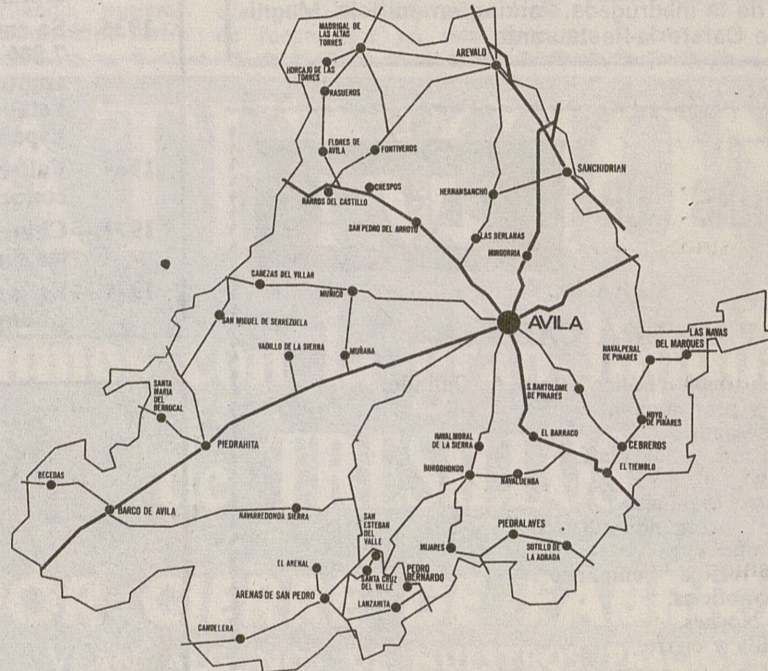 MADRIGAL DE
LAS ALTAS
TORRES
AREVALO
HORCAJO DE LAS
TORRES
RASUEROS
FLORES DE
AVILA
FONTIVEROS
SANCHIDRIAN
CRESPOS
HERNANSANCHO
NARROS DEL CASTILLO
SAN PEDRO DEL ARROYO
LAS BERLANAS
MINGORRIA
CABEZAS DEL VILLAR
MUÑICO
SAN MIGUEL DE SERREZUELA
AVILA
LAS NAVAS
DEL MARQUES
NAVALPERAL
DE PINARES
VADILLO DE LA SIERRA
MUÑANA
SANTA
MARIA
DEL
BERROCAL
S. BARTOLOME
DE PINARES
HOYO
DE PINARES
PIEDRAHITA
NAVALMORAL
DE LA SIERRA
EL BARRACO
CEBREROS
BURGOHONDO
NAVALUENGA
EL TIEMBLO
BECEDAS
BARCO DE AVILA
NAVARREDONDA SIERRA
SAN
ESTEBAN
DEL
VALLE
PIEDRALAVES
MIJARES
SOTILLO DE
LA ADRADA
EL ARENAL
SANTA CRUZ
DEL VALLE
PEDRO
BERNARDO
ARENAS DE SAN PEDRO
LANZAHITA
CANDELEDA